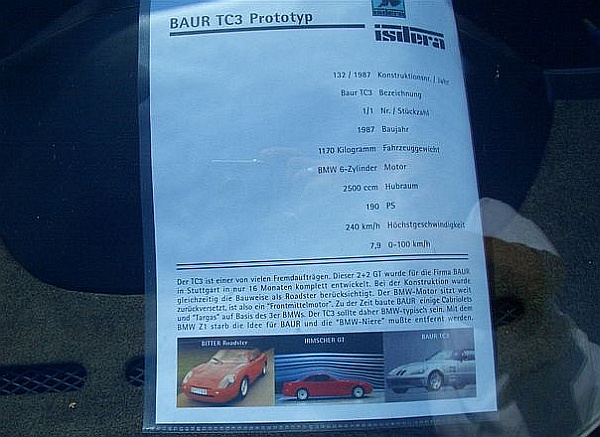 BAUR TC3 Prototyp
isdera
isdera
132 / 1987 Konstruktionsnr. / Jahr
Baur TC3 Bezeichnung
1/1 Nr. / Stückzahl
1987 Baujahr
1170 Kilogramm Fahrzeuggewicht
BMW 6-Zylinder Motor
2500 ccm Hubraum
190 PS
240 km/h Höchstgeschwindigkeit
7,9 0-100 km/h
Der TC3 ist einer von vielen Fremdaufträgen. Dieser 2+2 GT wurde für die Firma BAUR
in Stuttgart in nur 16 Monaten komplett entwickelt. Bei der Konstruktion wurde
gleichzeitig die Bauweise als Roadster berücksichtigt. Der BMW-Motor sitzt weit
zurückversetzt, ist also ein "Frontmittelmotor". Zu der Zeit baute BAUR einige Cabriolets
und "Targas" auf Basis des 3er BMWs. Der TC3 sollte daher BMW-typisch sein. Mit dem
BMW Z1 starb die Idee für BAUR und die "BMW-Niere" mußte entfernt werden.
BITTER Roadster
IRMSCHER GT
BAUR TC3